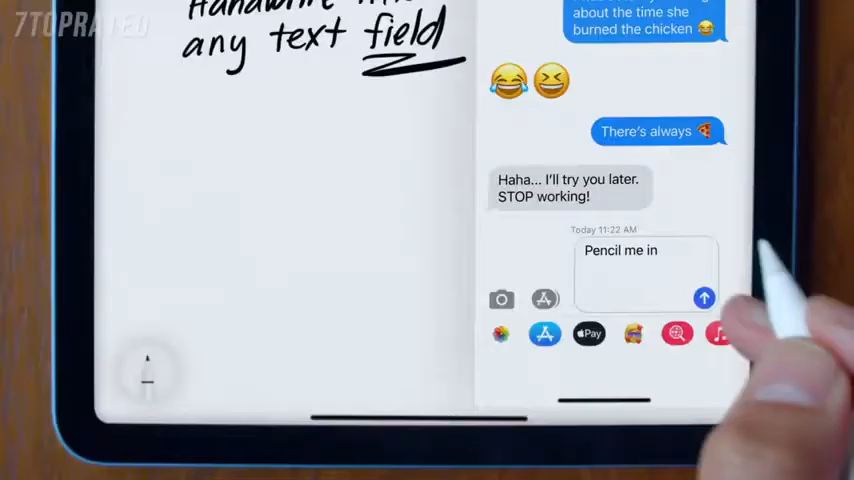 7TOPRATED
Handwrite
any text field
about the time she
burned the chicken 😂
😂😆
There's always 🍕
Haha... I'll try you later.
STOP working!
Today 11:22 AM
Pencil me in
Pay